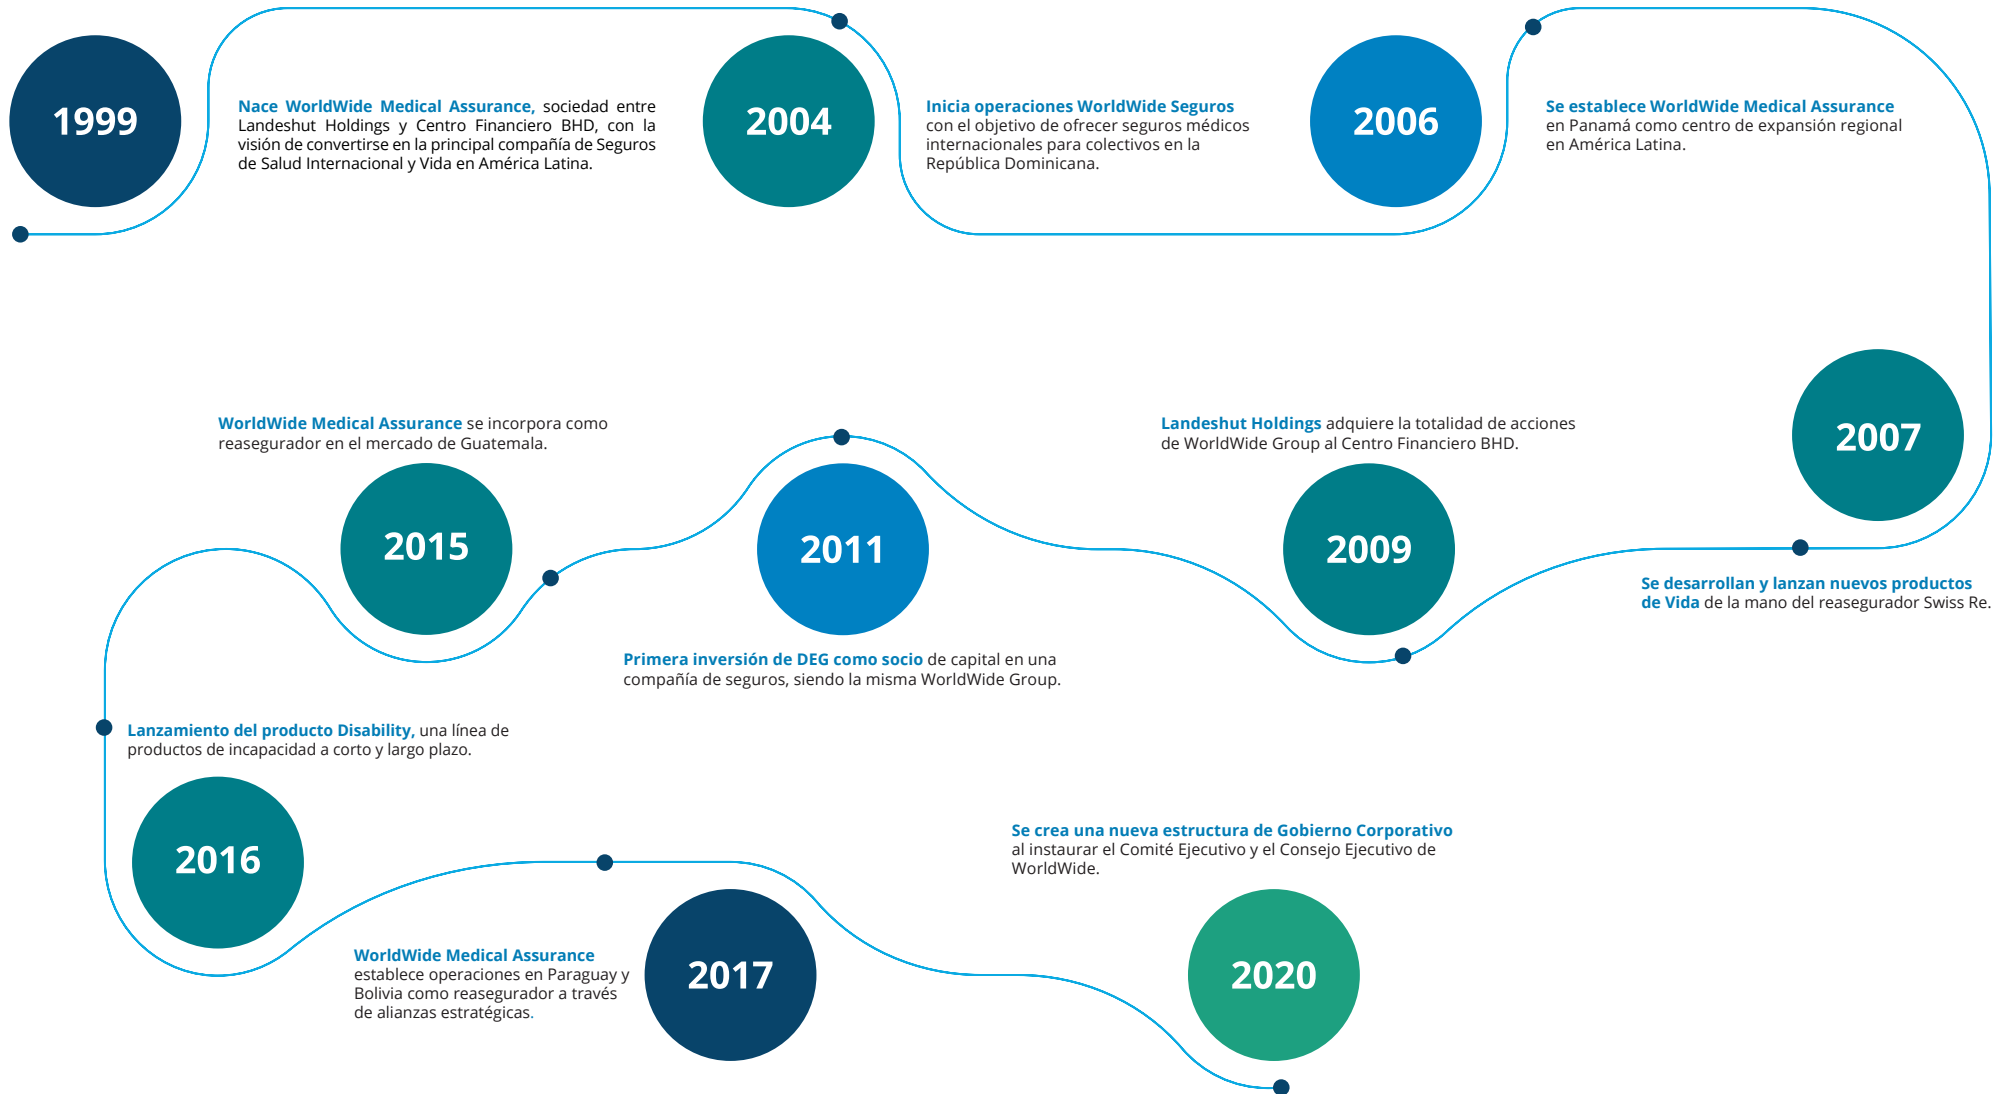 1999
Nace WorldWide Medical Assurance, sociedad entre
Landeshut Holdings y Centro Financiero BHD, con la
visión de convertirse en la principal compañía de Seguros
de Salud Internacional y Vida en América Latina.
2004
Inicia operaciones WorldWide Seguros
con el objetivo de ofrecer seguros médicos
internacionales para colectivos en la
República Dominicana.
2006
Se establece WorldWide Medical Assurance
en Panamá como centro de expansión regional
en América Latina.
2007
Se desarrollan y lanzan nuevos productos
de Vida de la mano del reasegurador Swiss Re.
Landeshut Holdings adquiere la totalidad de acciones
de WorldWide Group al Centro Financiero BHD.
2009
2011
Primera inversión de DEG como socio de capital en una
compañía de seguros, siendo la misma WorldWide Group.
WorldWide Medical Assurance se incorpora como
reasegurador en el mercado de Guatemala.
2015
Lanzamiento del producto Disability, una línea de
productos de incapacidad a corto y largo plazo.
2016
WorldWide Medical Assurance
establece operaciones en Paraguay y
Bolivia como reasegurador a través
de alianzas estratégicas.
2017
Se crea una nueva estructura de Gobierno Corporativo
al instaurar el Comité Ejecutivo y el Consejo Ejecutivo de
WorldWide.
2020